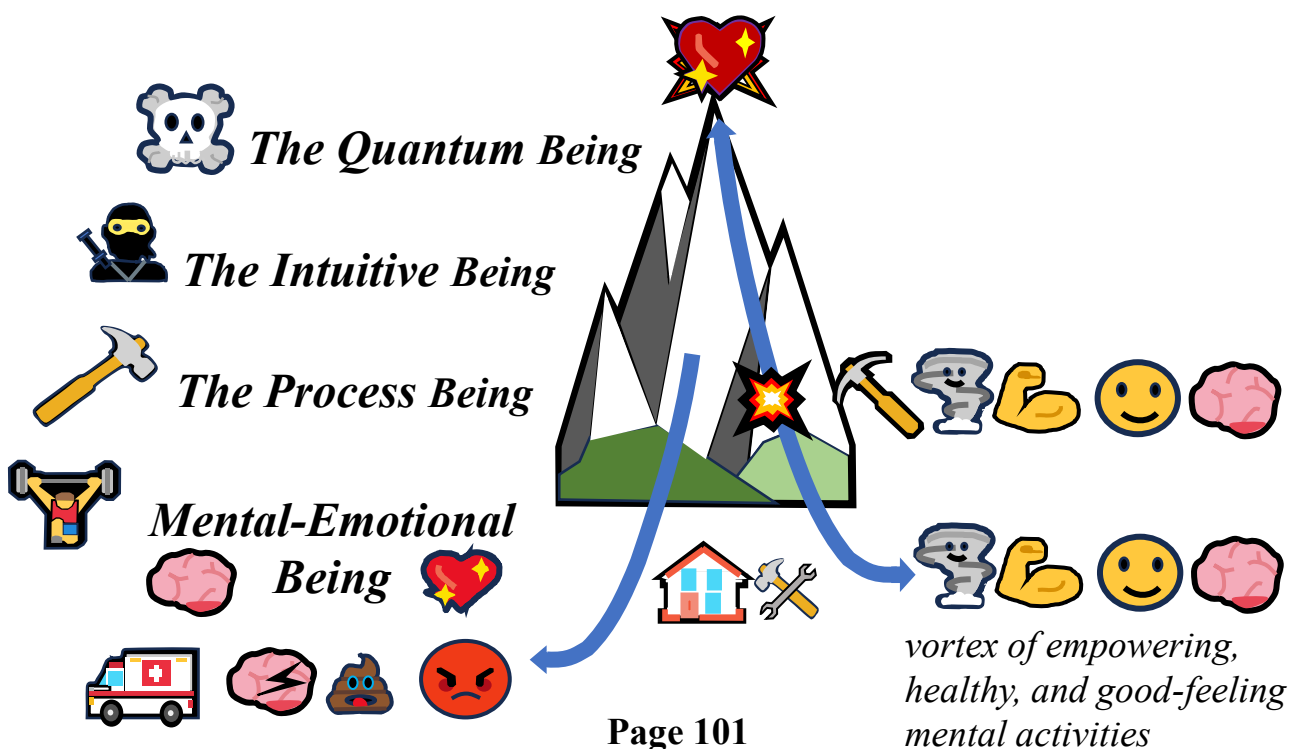 The Quantum Being
The Intuitive Being
The Process Being
Mental-Emotional
Being
vortex of empowering,
healthy, and good-feeling
mental activities
Page 101